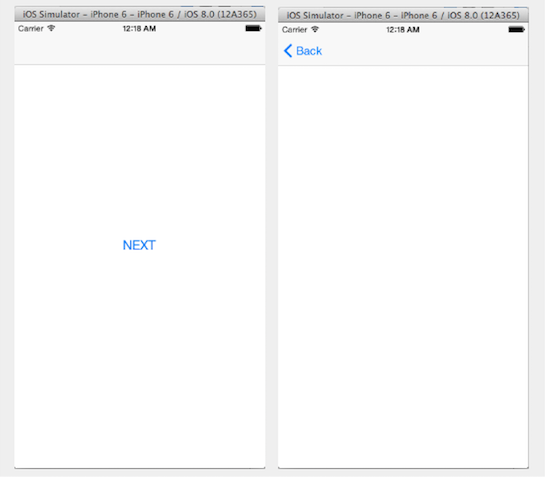 iOS Simulator – iPhone 6 – iPhone 6 / iOS 8.0 (12A365)
Carrier 12:18 AM
NEXT
iOS Simulator – iPhone 6 – iPhone 6 / iOS 8.0 (12A365)
Carrier 12:18 AM
Back